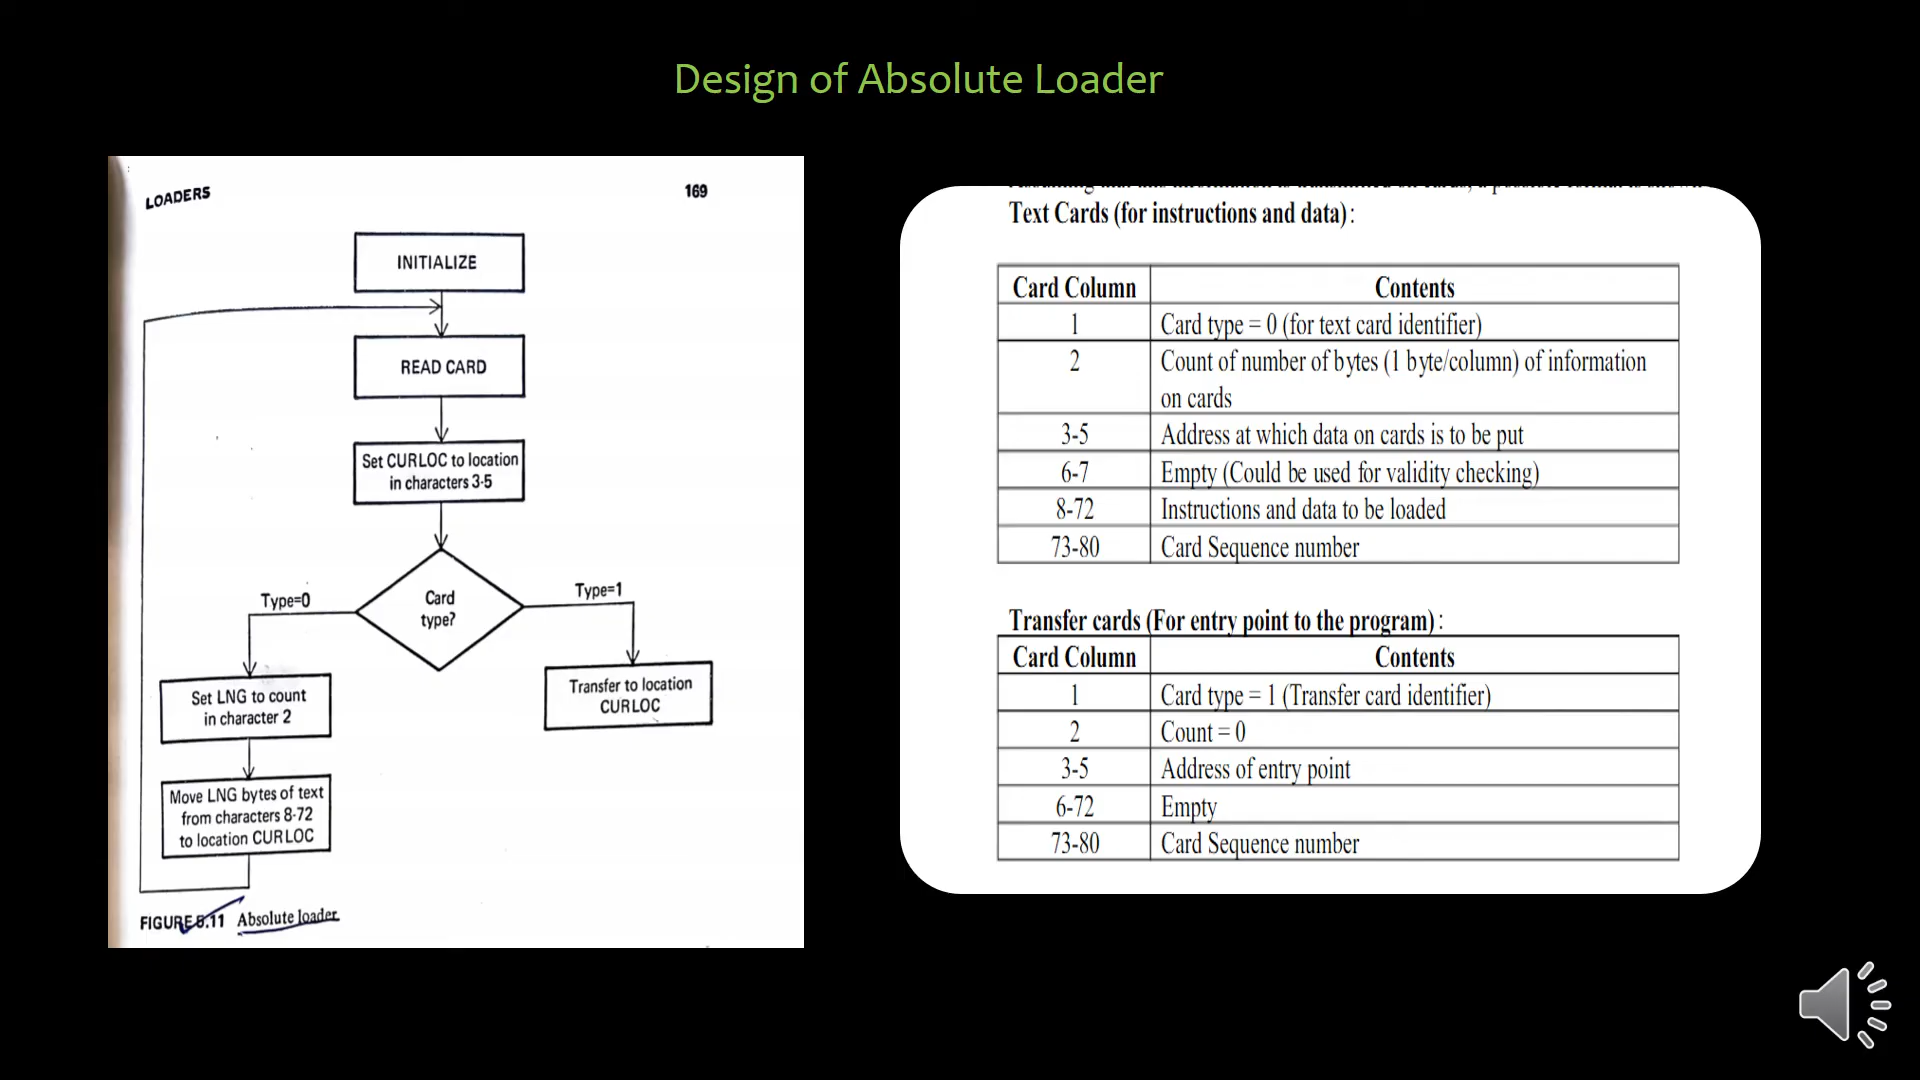 Design of Absolute Loader
LOADERS
169
INITIALIZE
READ CARD
Set CURLOC to location
in characters 3-5
Card
type?
Type=0
Type=1
Set LNG to count
in character 2
Transfer to location
CURLOC
Move LNG bytes of text
from characters 8-72
to location CURLOC
FIGURE 5.11 Absolute loader
Text Cards (for instructions and data) :
Card Column Contents
1 Card type = 0 (for text card identifier)
2 Count of number of bytes (1 byte/column) of information
on cards
3-5 Address at which data on cards is to be put
6-7 Empty (Could be used for validity checking)
8-72 Instructions and data to be loaded
73-80 Card Sequence number
Transfer cards (For entry point to the program) :
Card Column Contents
1 Card type = 1 (Transfer card identifier)
2 Count = 0
3-5 Address of entry point
6-72 Empty
73-80 Card Sequence number